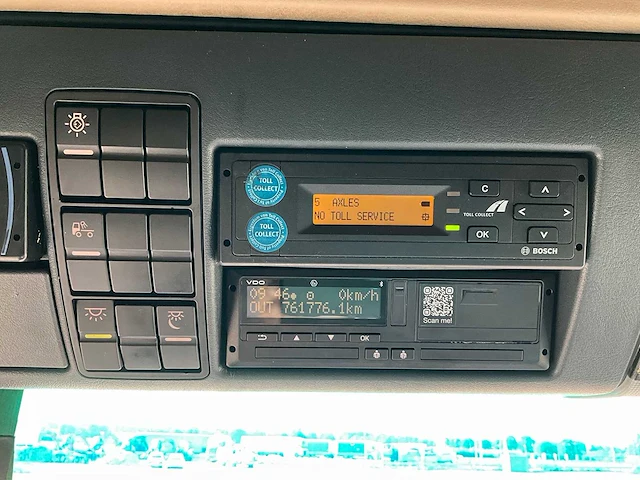 TOLL
COLLECT
TOLL
COLLECT
5 AXLES
NO TOLL SERVICE
TOLL COLLECT
C
OK
BOSCH
VDO
09 46 0km/h
OUT 761776.1km
OK
Scan me!